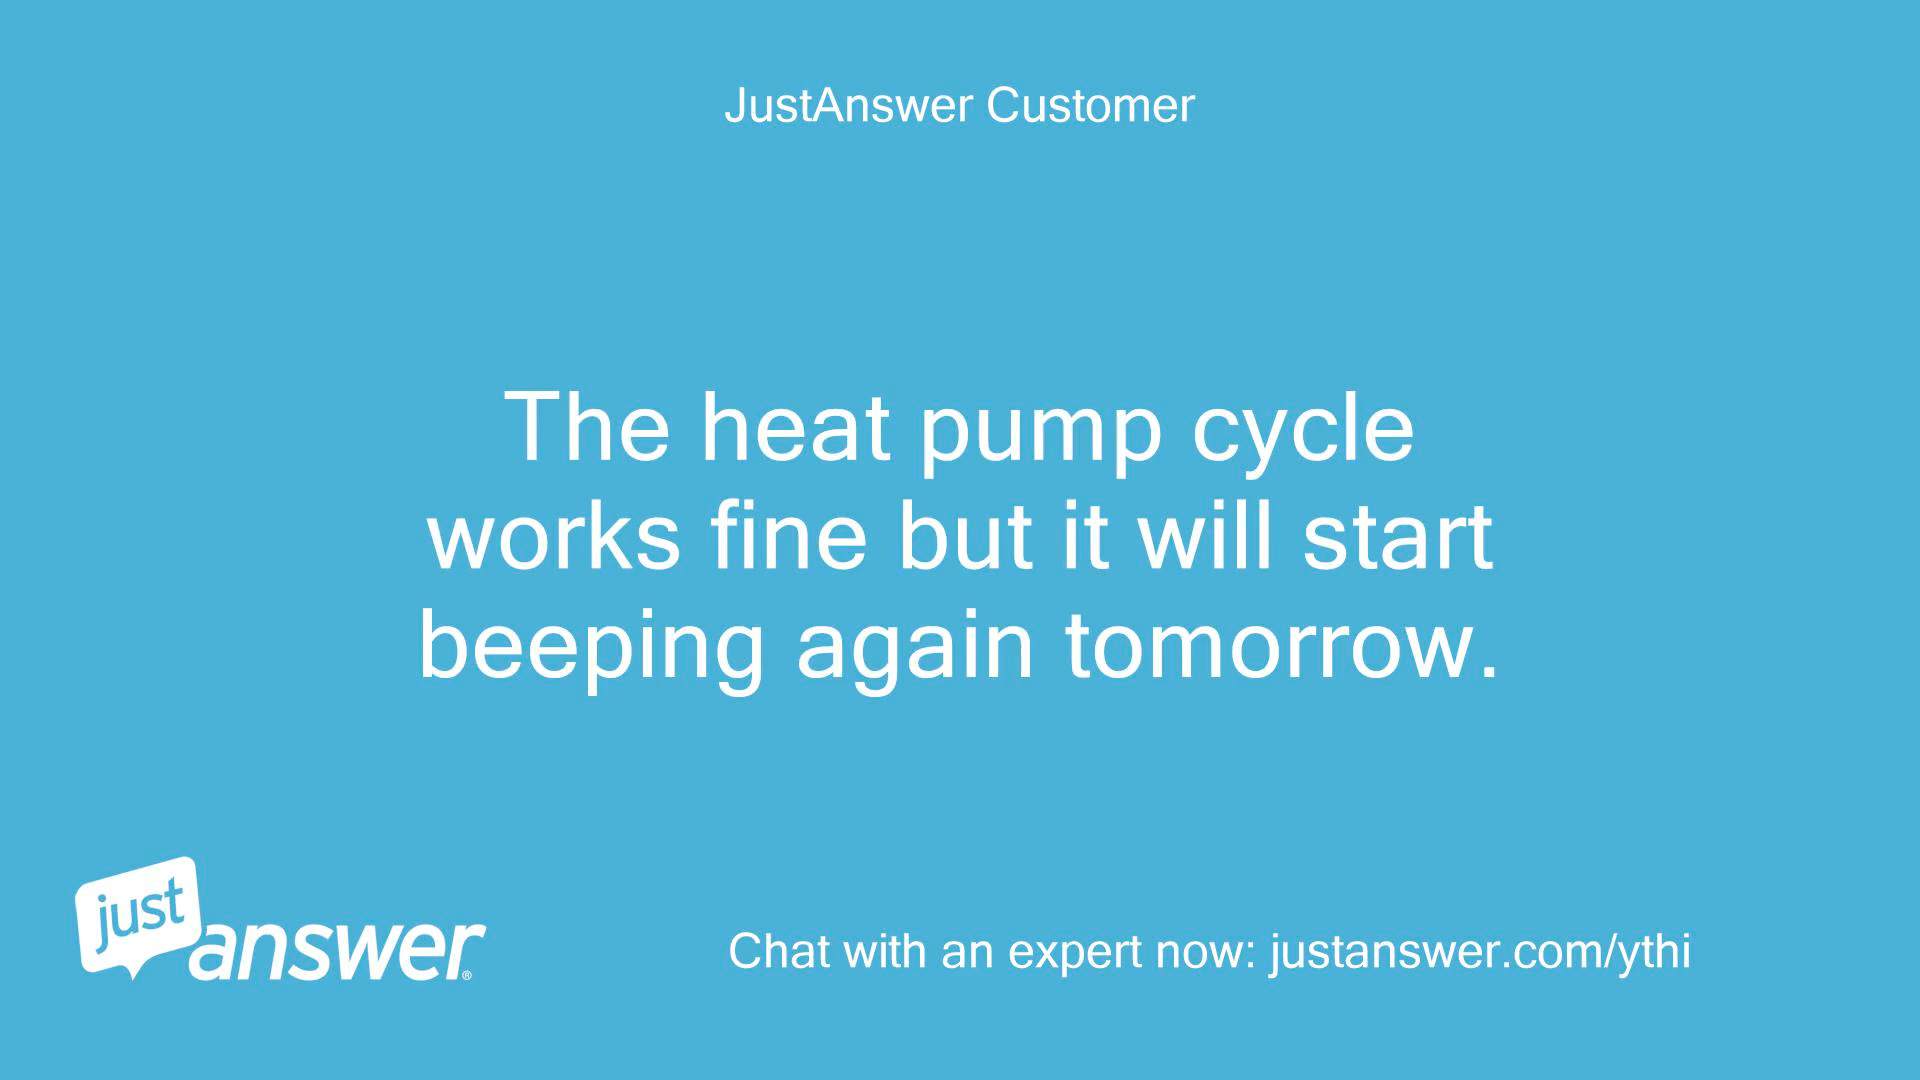 JustAnswer Customer
The heat pump cycle
works fine but it will start
beeping again tomorrow.
just
answer®
Chat with an expert now: justanswer.com/ythi